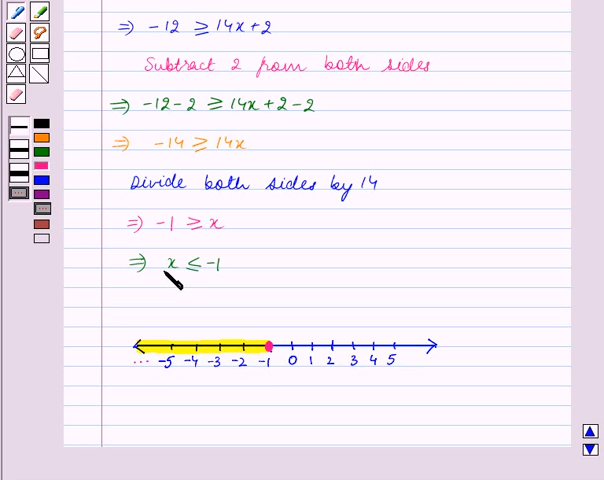 ⇒ -12 ≥ 14x+2
Subtract 2 from both sides
⇒ -12-2 ≥ 14x+2-2
⇒ -14 ≥ 14x
Divide both sides by 14
⇒ -1 ≥ x
⇒ x ≤ -1
... -5 -4 -3 -2 -1 0 1 2 3 4 5